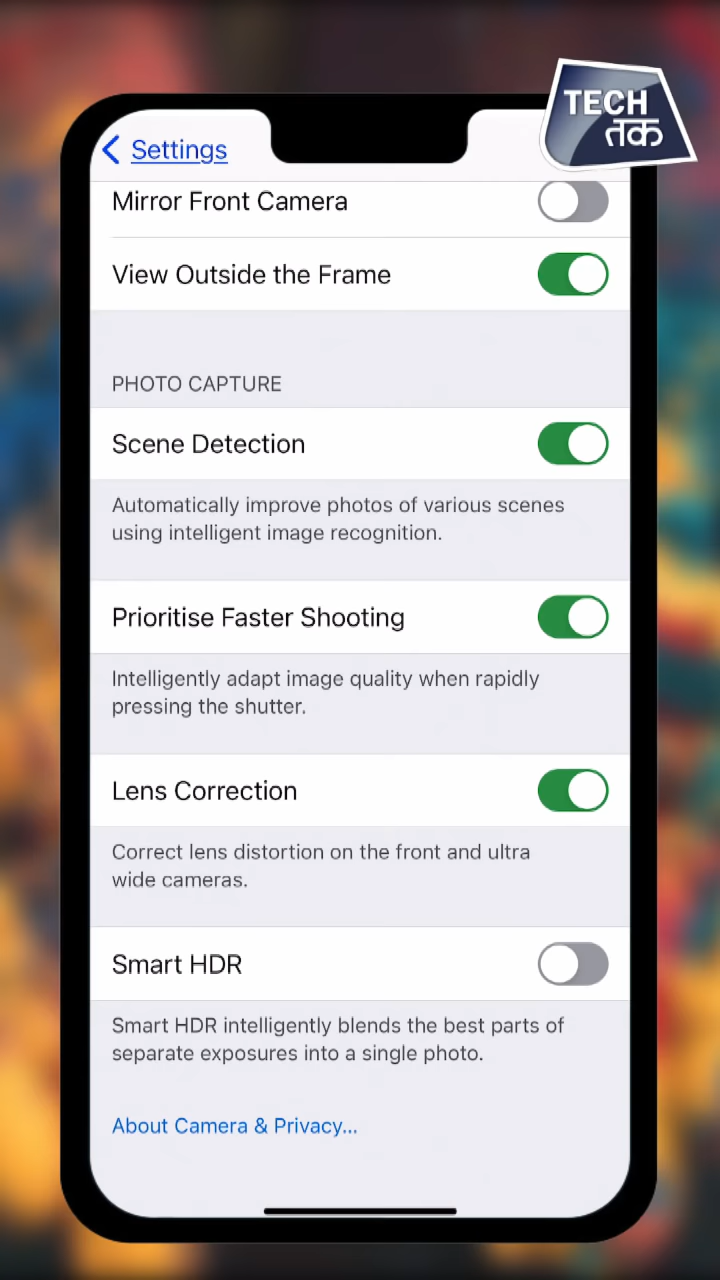 TECH
तक
Settings
Mirror Front Camera
View Outside the Frame
PHOTO CAPTURE
Scene Detection
Automatically improve photos of various scenes
using intelligent image recognition.
Prioritise Faster Shooting
Intelligently adapt image quality when rapidly
pressing the shutter.
Lens Correction
Correct lens distortion on the front and ultra
wide cameras.
Smart HDR
Smart HDR intelligently blends the best parts of
separate exposures into a single photo.
About Camera & Privacy...